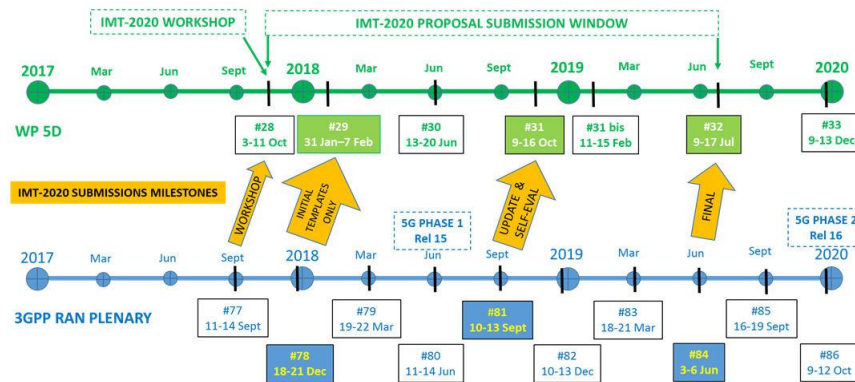 IMT-2020 WORKSHOP
IMT-2020 PROPOSAL SUBMISSION WINDOW
2017 Mar Jun Sept 2018 Mar Jun Sept 2019 Mar Jun Sept 2020
WP 5D
#28
3-11 Oct
#29
31 Jan–7 Feb
#30
13-20 Jun
#31
9-16 Oct
#31 bis
11-15 Feb
#32
9-17 Jul
#33
9-13 Dec
IMT-2020 SUBMISSIONS MILESTONES
WORKSHOP
INITIAL
TEMPLATES
ONLY
UPDATE &
SELF-EVAL
FINAL
5G PHASE 1
Rel 15
5G PHASE 2
Rel 16
2017 Mar Jun Sept 2018 Mar Jun Sept 2019 Mar Jun Sept 2020
3GPP RAN PLENARY
#77
11-14 Sept
#78
18-21 Dec
#79
19-22 Mar
#80
11-14 Jun
#81
10-13 Sept
#82
10-13 Dec
#83
18-21 Mar
#84
3-6 Jun
#85
16-19 Sept
#86
9-12 Oct